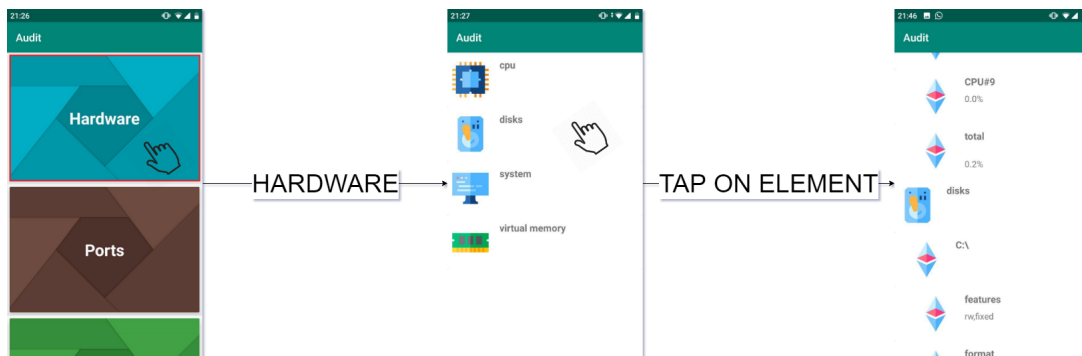 21:26
Audit
Hardware
Ports
HARDWARE
21:27
Audit
cpu
disks
system
virtual memory
TAP ON ELEMENT
21:46
Audit
CPU#9
0.0%
total
0.2%
disks
C:\
features
rw,fixed
format